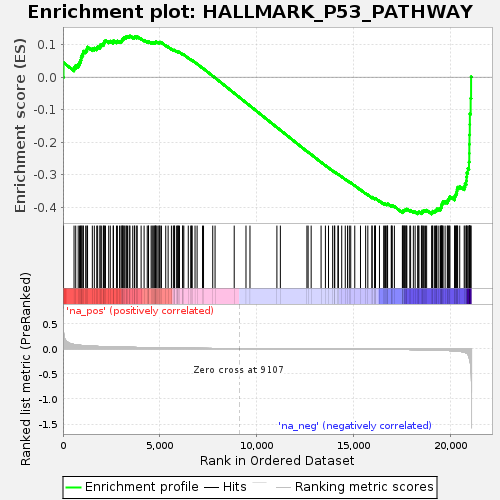 Enrichment plot: HALLMARK_P53_PATHWAY
Enrichment score (ES)
0.1
0.0
-0.1
-0.2
-0.3
-0.4
'na_pos' (positively correlated)
Ranked list metric (PreRanked)
0.5
0.0
-0.5
-1.0
-1.5
Zero cross at 9107
'na_neg' (negatively correlated)
0
5,000
10,000
15,000
20,000
Rank in Ordered Dataset
Enrichment profile
Hits
Ranking metric scores